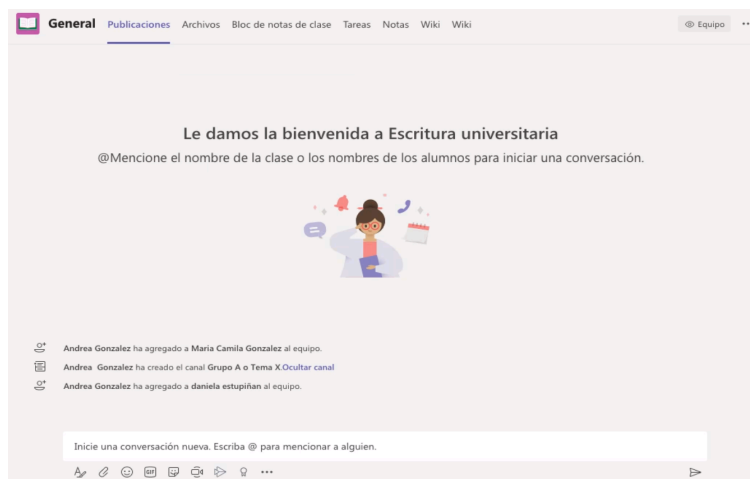 General Publicaciones Archivos Bloc de notas de clase Tareas Notas Wiki Wiki Equipo
Le damos la bienvenida a Escritura universitaria
@Mencione el nombre de la clase o los nombres de los alumnos para iniciar una conversación.
Andrea Gonzalez ha agregado a Maria Camila Gonzalez al equipo.
Andrea Gonzalez ha creado el canal Grupo A o Tema X.Ocultar canal
Andrea Gonzalez ha agregado a daniela estupiñan al equipo.
Inicie una conversación nueva. Escriba @ para mencionar a alguien.
GIF